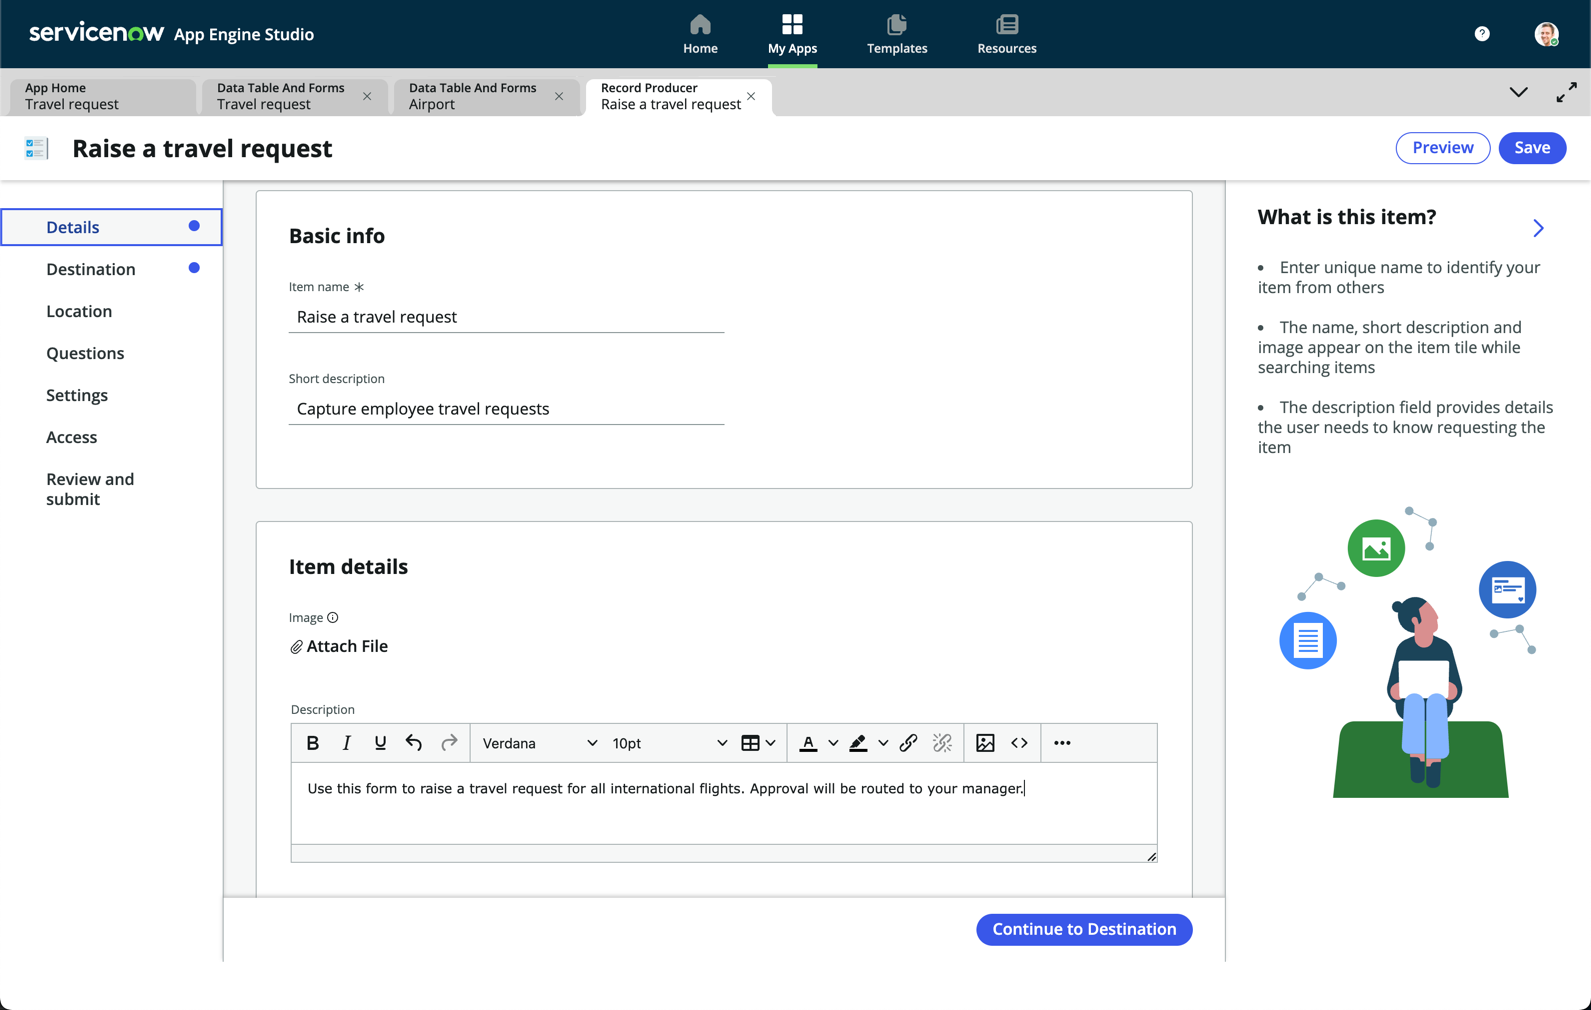 servicenow App Engine Studio
Home
My Apps
Templates
Resources
?
App Home
Travel request
Data Table And Forms
Travel request
Data Table And Forms
Airport
Record Producer
Raise a travel request
Raise a travel request
Preview
Save
Details
Destination
Location
Questions
Settings
Access
Review and
submit
Basic info
Item name *
Raise a travel request
Short description
Capture employee travel requests
Item details
Image
Attach File
Description
B I U
Verdana
10pt
A
Use this form to raise a travel request for all international flights. Approval will be routed to your manager.
Continue to Destination
What is this item?
• Enter unique name to identify your
item from others
• The name, short description and
image appear on the item tile while
searching items
• The description field provides details
the user needs to know requesting the
item